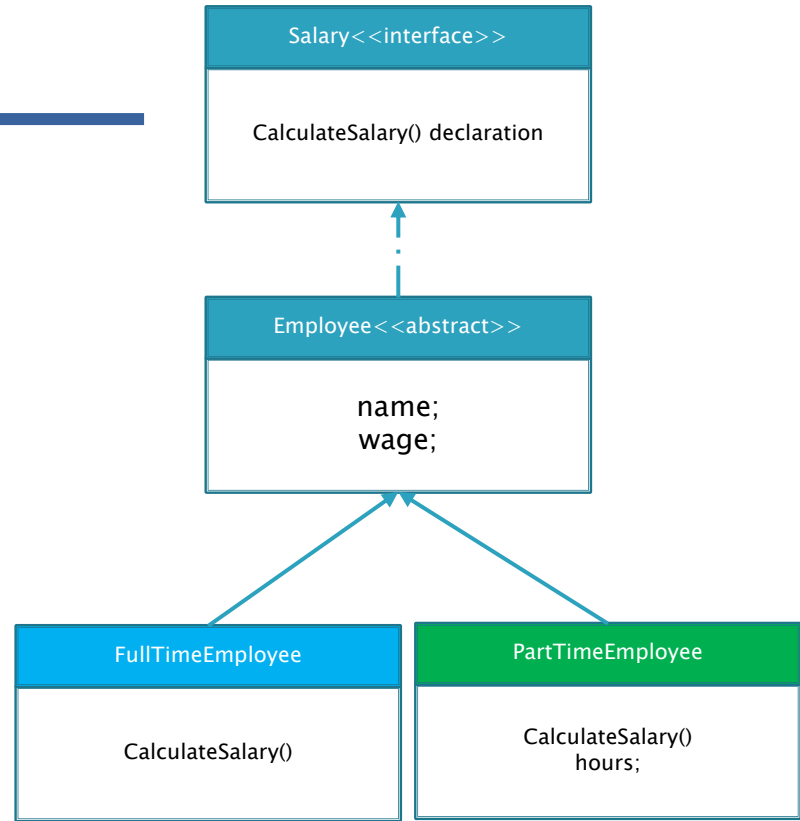 Salary<<interface>>
CalculateSalary() declaration
Employee<<abstract>>
name;
wage;
FullTimeEmployee
CalculateSalary()
PartTimeEmployee
CalculateSalary()
hours;